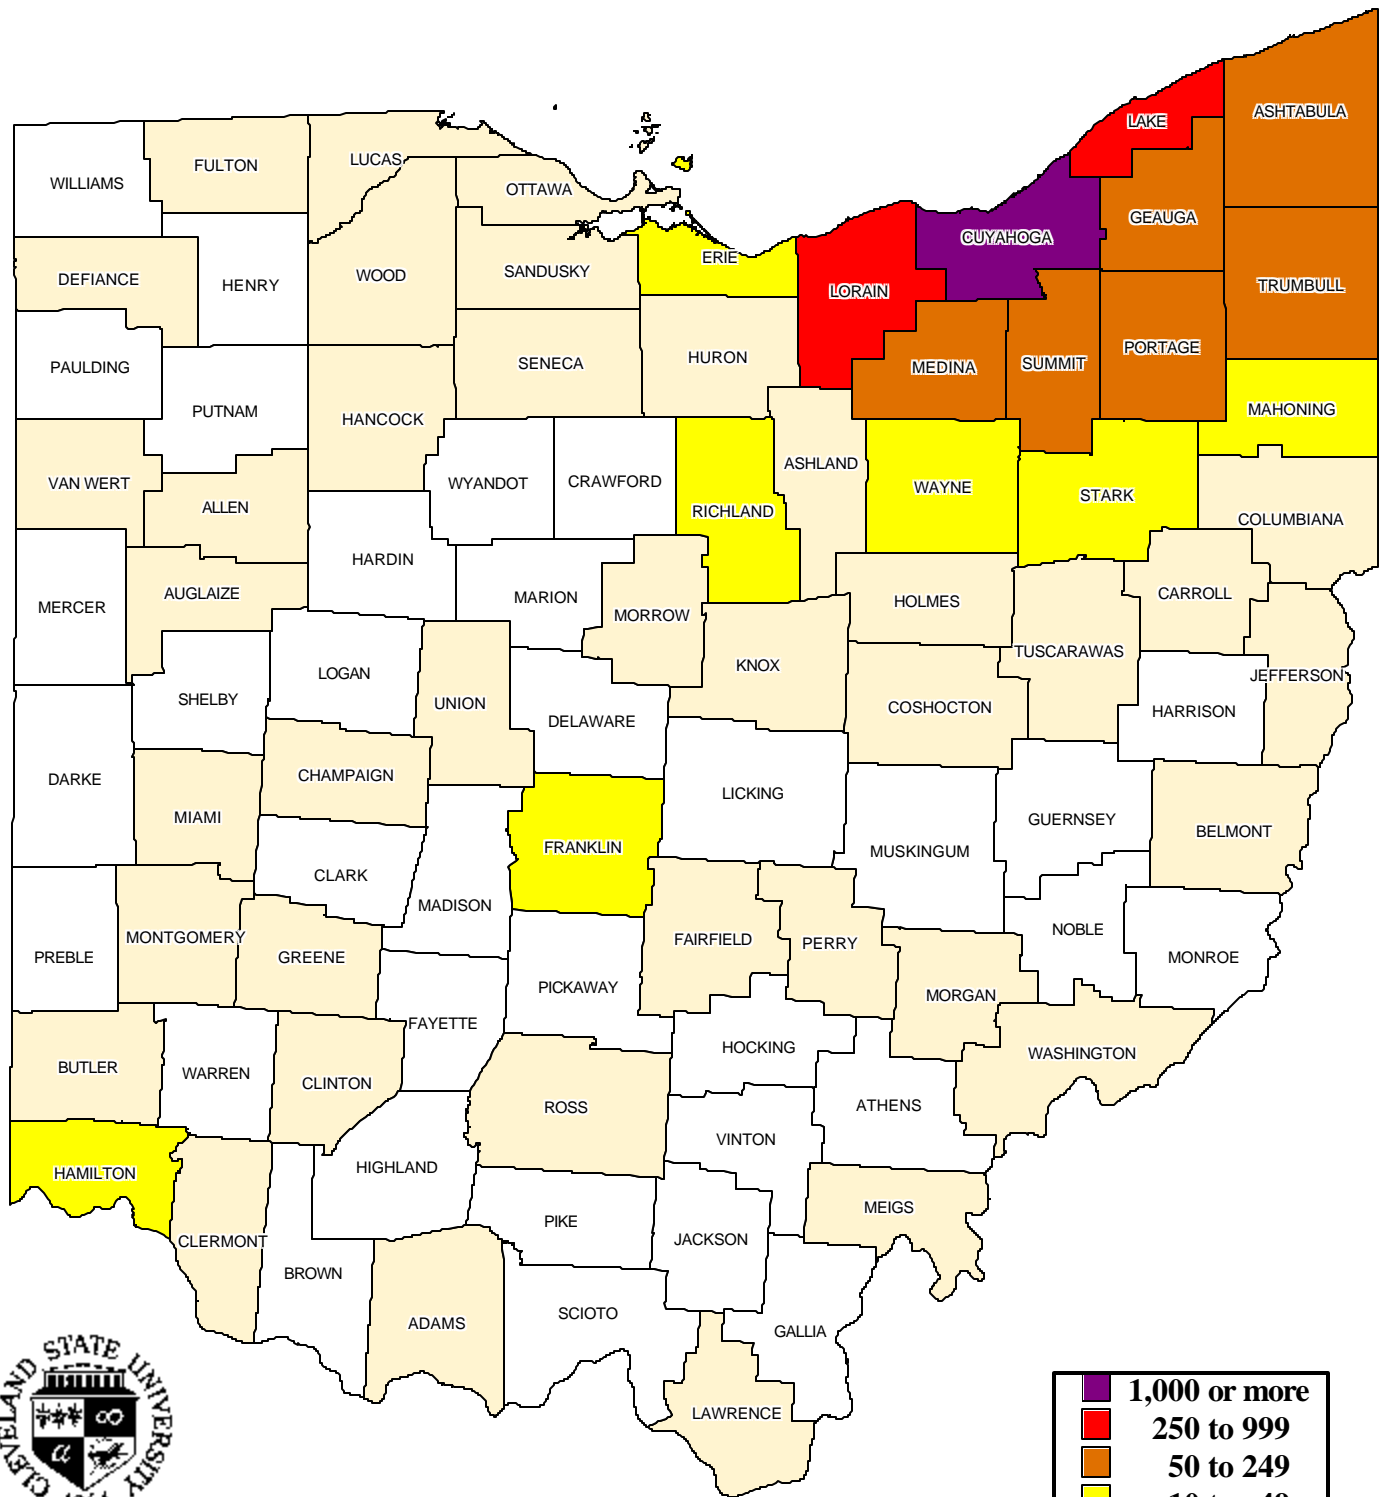 ASHTABULA
LAKE
LUCAS
FULTON
WILLIAMS
OTTAWA
GEAUGA
CUYAHOGA
ERIE
SANDUSKY
WOOD
DEFIANCE
HENRY
LORAIN
TRUMBULL
PORTAGE
HURON
SENECA
SUMMIT
MEDINA
PAULDING
PUTNAM
HANCOCK
MAHONING
ASHLAND
VAN WERT
WYANDOT
CRAWFORD
WAYNE
STARK
ALLEN
RICHLAND
COLUMBIANA
HARDIN
AUGLAIZE
CARROLL
MARION
HOLMES
MERCER
MORROW
TUSCARAWAS
KNOX
LOGAN
JEFFERSON
SHELBY
UNION
COSHOCTON
HARRISON
DELAWARE
CHAMPAIGN
DARKE
LICKING
MIAMI
GUERNSEY
BELMONT
FRANKLIN
MUSKINGUM
CLARK
MADISON
NOBLE
MONTGOMERY
FAIRFIELD
PERRY
PREBLE
GREENE
MONROE
PICKAWAY
MORGAN
FAYETTE
HOCKING
WASHINGTON
BUTLER
WARREN
CLINTON
ROSS
ATHENS
VINTON
HIGHLAND
HAMILTON
MEIGS
PIKE
JACKSON
CLERMONT
BROWN
SCIOTO
ADAMS
GALLIA
LAWRENCE
CLEVELAND STATE UNIVERSITY
1,000 or more
250 to 999
50 to 249